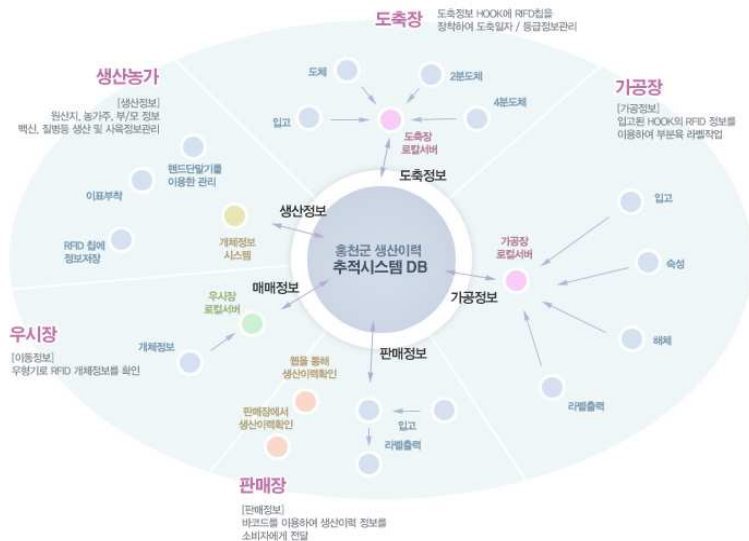 도축장
도축정보 HOOK에 RIFD칩을
장착하여 도축일자 / 등급정보관리
도체
2분도체
입고
4분도체
도축장
로컬서버
도축정보
생산농가
[생산정보]
원산지, 농가주, 부/모 정보
백신, 질병등 생산 및 사육정보관리
핸드단말기를
이용한 관리
이표부착
RFID 칩에
정보저장
개체정보
시스템
생산정보
가공장
[가공정보]
입고된 HOOK의 RFID 정보를
이용하여 부분육 라벨작업
입고
숙성
해체
라벨출력
가공장
로컬서버
가공정보
홍천군 생산이력
추적시스템 DB
매매정보
우시장
로컬서버
우시장
[이동정보]
우형기로 RFID 개체정보를 확인
개체정보
판매정보
웹을 통해
생산이력확인
판매장에서
생산이력확인
입고
라벨출력
판매장
[판매정보]
바코드를 이용하여 생산이력 정보를
소비자에게 전달